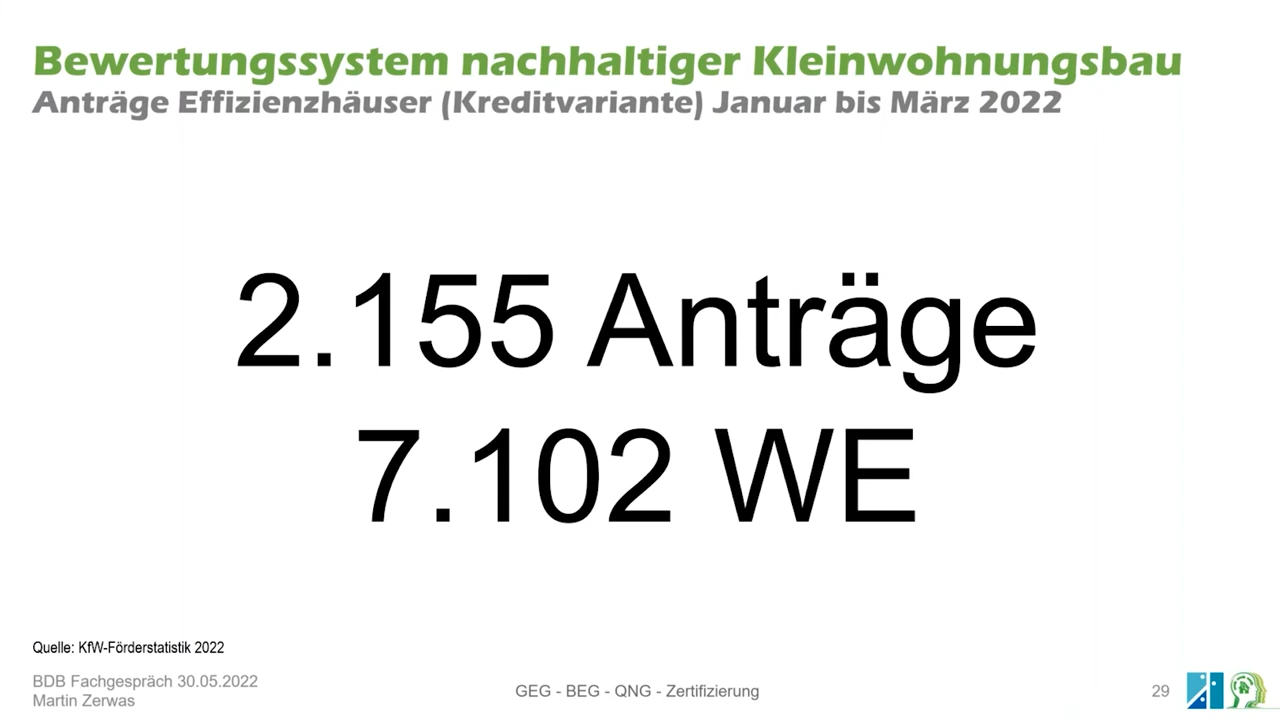 Bewertungssystem nachhaltiger Kleinwohnungsbau
Anträge Effizienzhäuser (Kreditvariante) Januar bis März 2022
2.155 Anträge
7.102 WE
Quelle: KfW-Förderstatistik 2022
BDB Fachgespräch 30.05.2022
Martin Zerwas
GEG - BEG - QNG - Zertifizierung
29